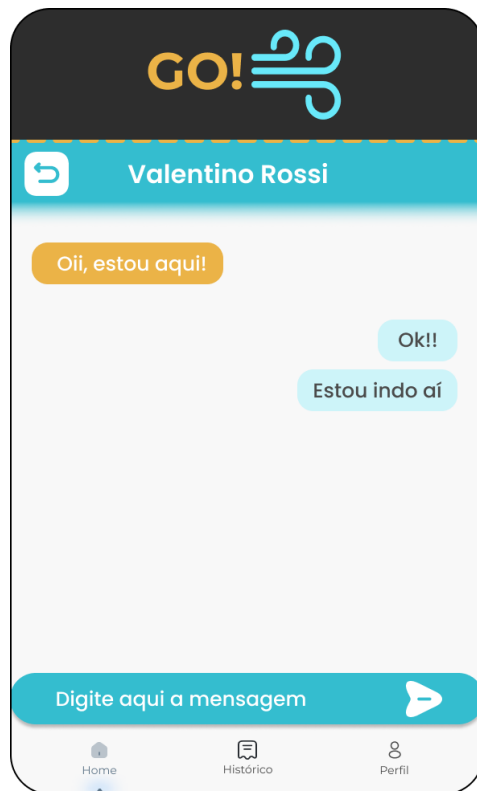 GO!
Valentino Rossi
Oii, estou aqui!
Ok!!
Estou indo aí
Digite aqui a mensagem
Home
Histórico
Perfil